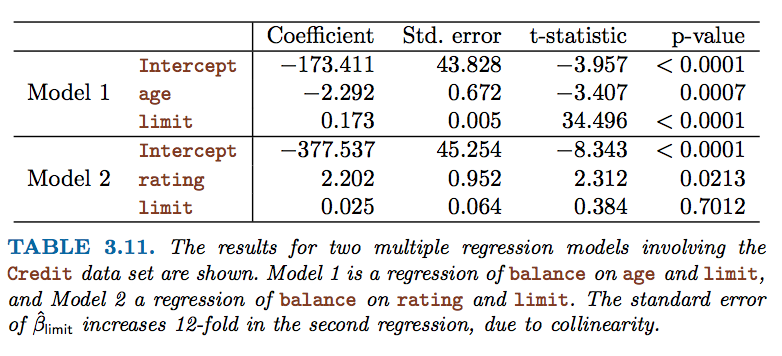 Coefficient Std. error t-statistic p-value
Intercept −173.411 43.828 −3.957 < 0.0001
Model 1 age −2.292 0.672 −3.407 0.0007
limit 0.173 0.005 34.496 < 0.0001
Intercept −377.537 45.254 −8.343 < 0.0001
Model 2 rating 2.202 0.952 2.312 0.0213
limit 0.025 0.064 0.384 0.7012
TABLE 3.11. The results for two multiple regression models involving the
Credit data set are shown. Model 1 is a regression of balance on age and limit,
and Model 2 a regression of balance on rating and limit. The standard error
of β̂limit increases 12-fold in the second regression, due to collinearity.